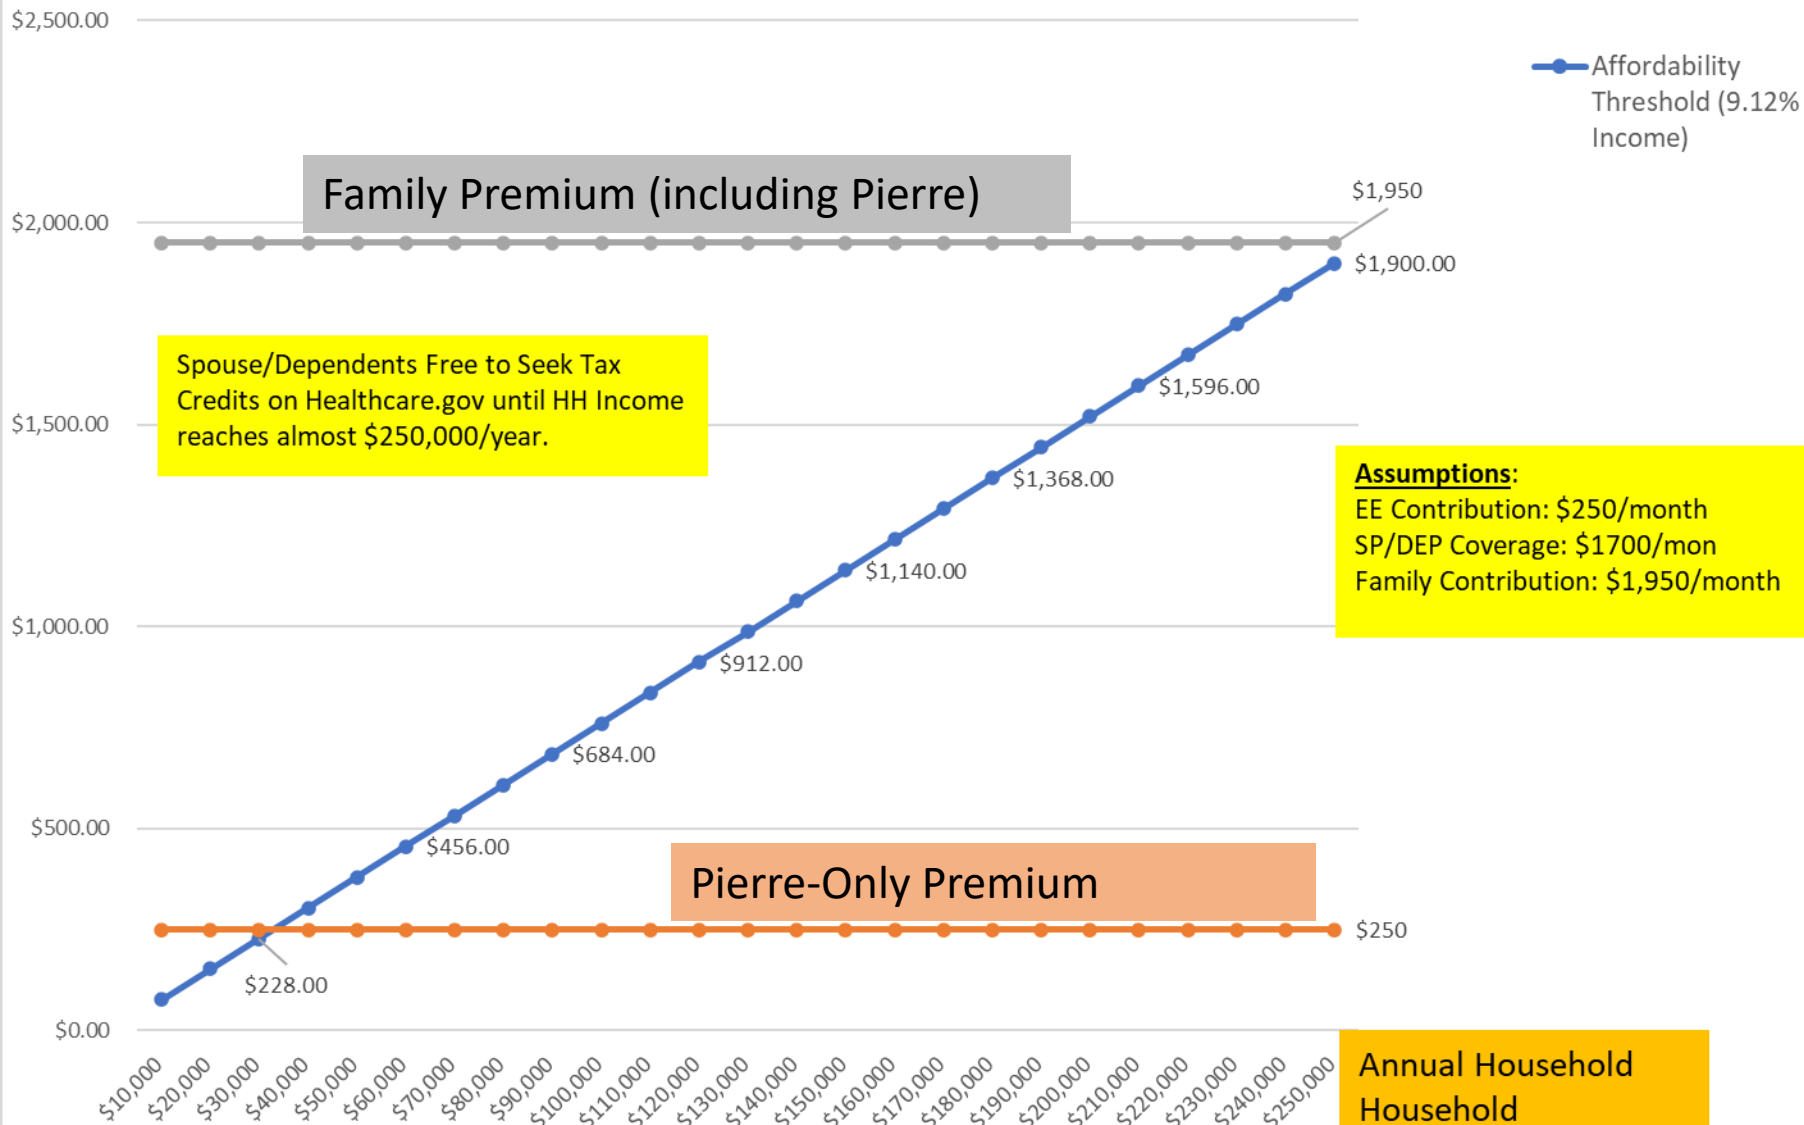 $2,500.00
Affordability
Threshold (9.12%
Income)
Family Premium (including Pierre)
$1,950
$2,000.00
$1,900.00
Spouse/Dependents Free to Seek Tax
Credits on Healthcare.gov until HH Income
reaches almost $250,000/year.
$1,596.00
$1,500.00
$1,368.00
Assumptions:
EE Contribution: $250/month
SP/DEP Coverage: $1700/mon
Family Contribution: $1,950/month
$1,140.00
$1,000.00
$912.00
$684.00
$500.00
$456.00
Pierre-Only Premium
$250
$228.00
$0.00
$10,000
$20,000
$30,000
$40,000
$50,000
$60,000
$70,000
$80,000
$90,000
$100,000
$110,000
$120,000
$130,000
$140,000
$150,000
$160,000
$170,000
$180,000
$190,000
$200,000
$210,000
$220,000
$230,000
$240,000
$250,000
Annual Household
Household